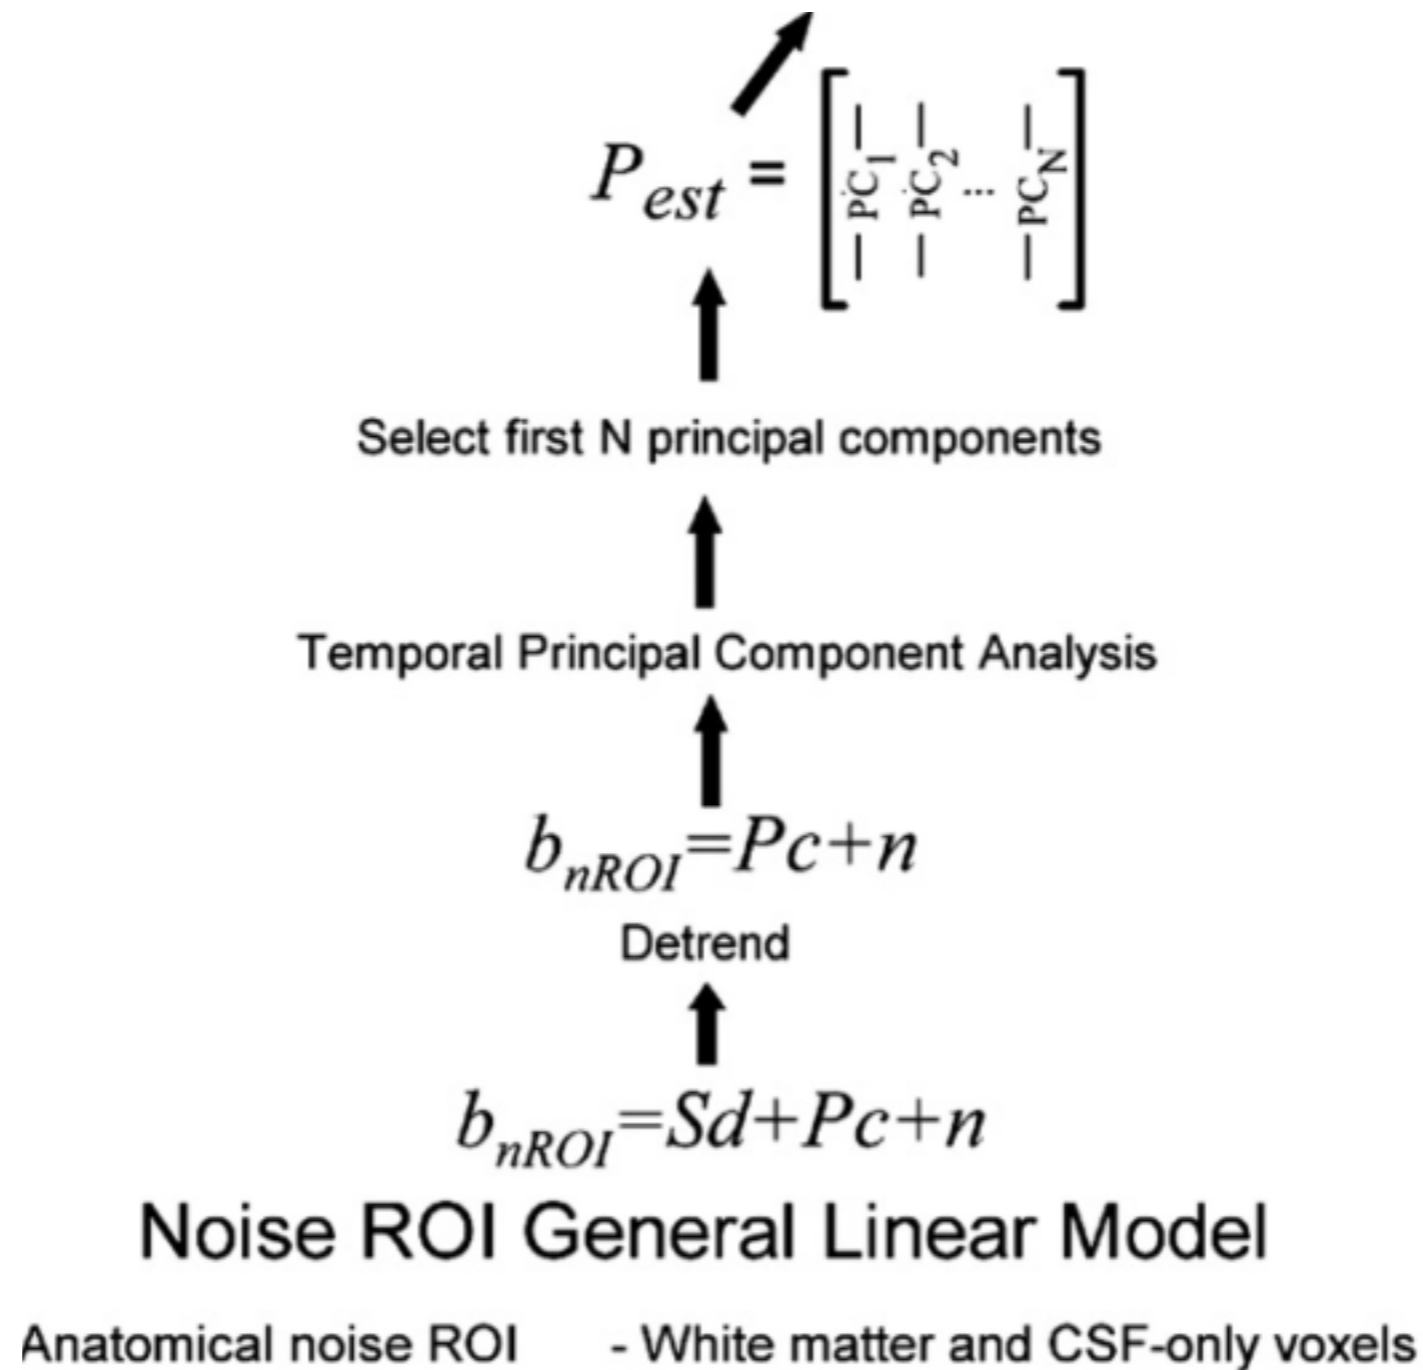 P_est = [ — PC_1 — — PC_2 — ... — PC_N — ]
Select first N principal components
Temporal Principal Component Analysis
b_nROI=Pc+n
Detrend
b_nROI=Sd+Pc+n
Noise ROI General Linear Model
Anatomical noise ROI - White matter and CSF-only voxels